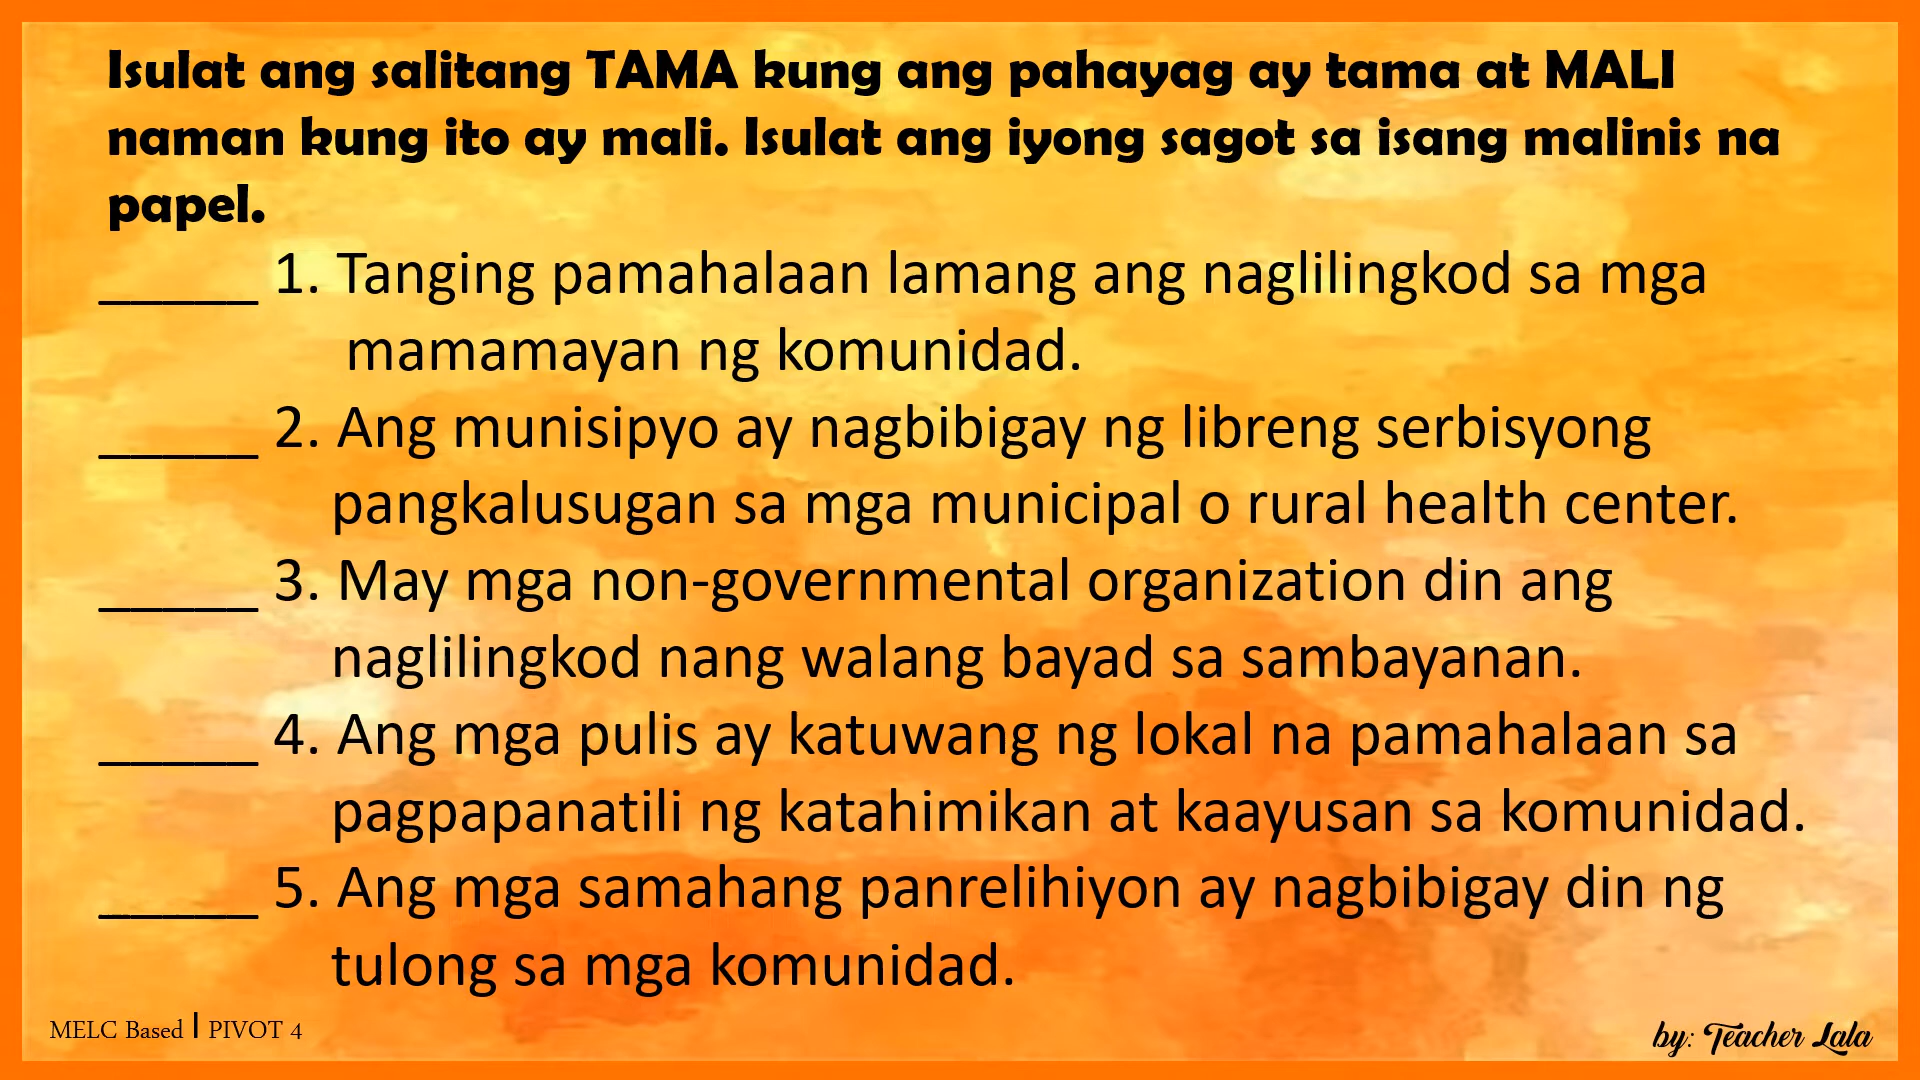 Isulat ang salitang TAMA kung ang pahayag ay tama at MALI
naman kung ito ay mali. Isulat ang iyong sagot sa isang malinis na
papel.
_____ 1. Tanging pamahalaan lamang ang naglilingkod sa mga
mamamayan ng komunidad.
_____ 2. Ang munisipyo ay nagbibigay ng libreng serbisyong
pangkalusugan sa mga municipal o rural health center.
_____ 3. May mga non-governmental organization din ang
naglilingkod nang walang bayad sa sambayanan.
_____ 4. Ang mga pulis ay katuwang ng lokal na pamahalaan sa
pagpapanatili ng katahimikan at kaayusan sa komunidad.
_____ 5. Ang mga samahang panrelihiyon ay nagbibigay din ng
tulong sa mga komunidad.
MELC Based | PIVOT 4
by: Teacher Lala